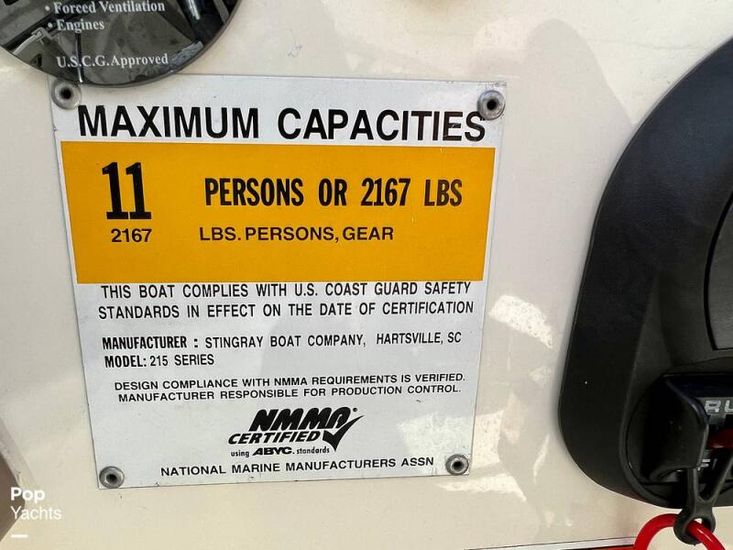 • Forced Ventilation
• Engines
U.S.C.G. Approved
MAXIMUM CAPACITIES
11 PERSONS OR 2167 LBS
2167 LBS. PERSONS, GEAR
THIS BOAT COMPLIES WITH U.S. COAST GUARD SAFETY
STANDARDS IN EFFECT ON THE DATE OF CERTIFICATION
MANUFACTURER : STINGRAY BOAT COMPANY, HARTSVILLE, SC
MODEL: 215 SERIES
DESIGN COMPLIANCE WITH NMMA REQUIREMENTS IS VERIFIED.
MANUFACTURER RESPONSIBLE FOR PRODUCTION CONTROL.
NMMA®
CERTIFIED
using ABYC. standards
NATIONAL MARINE MANUFACTURERS ASSN
Pop
Yachts